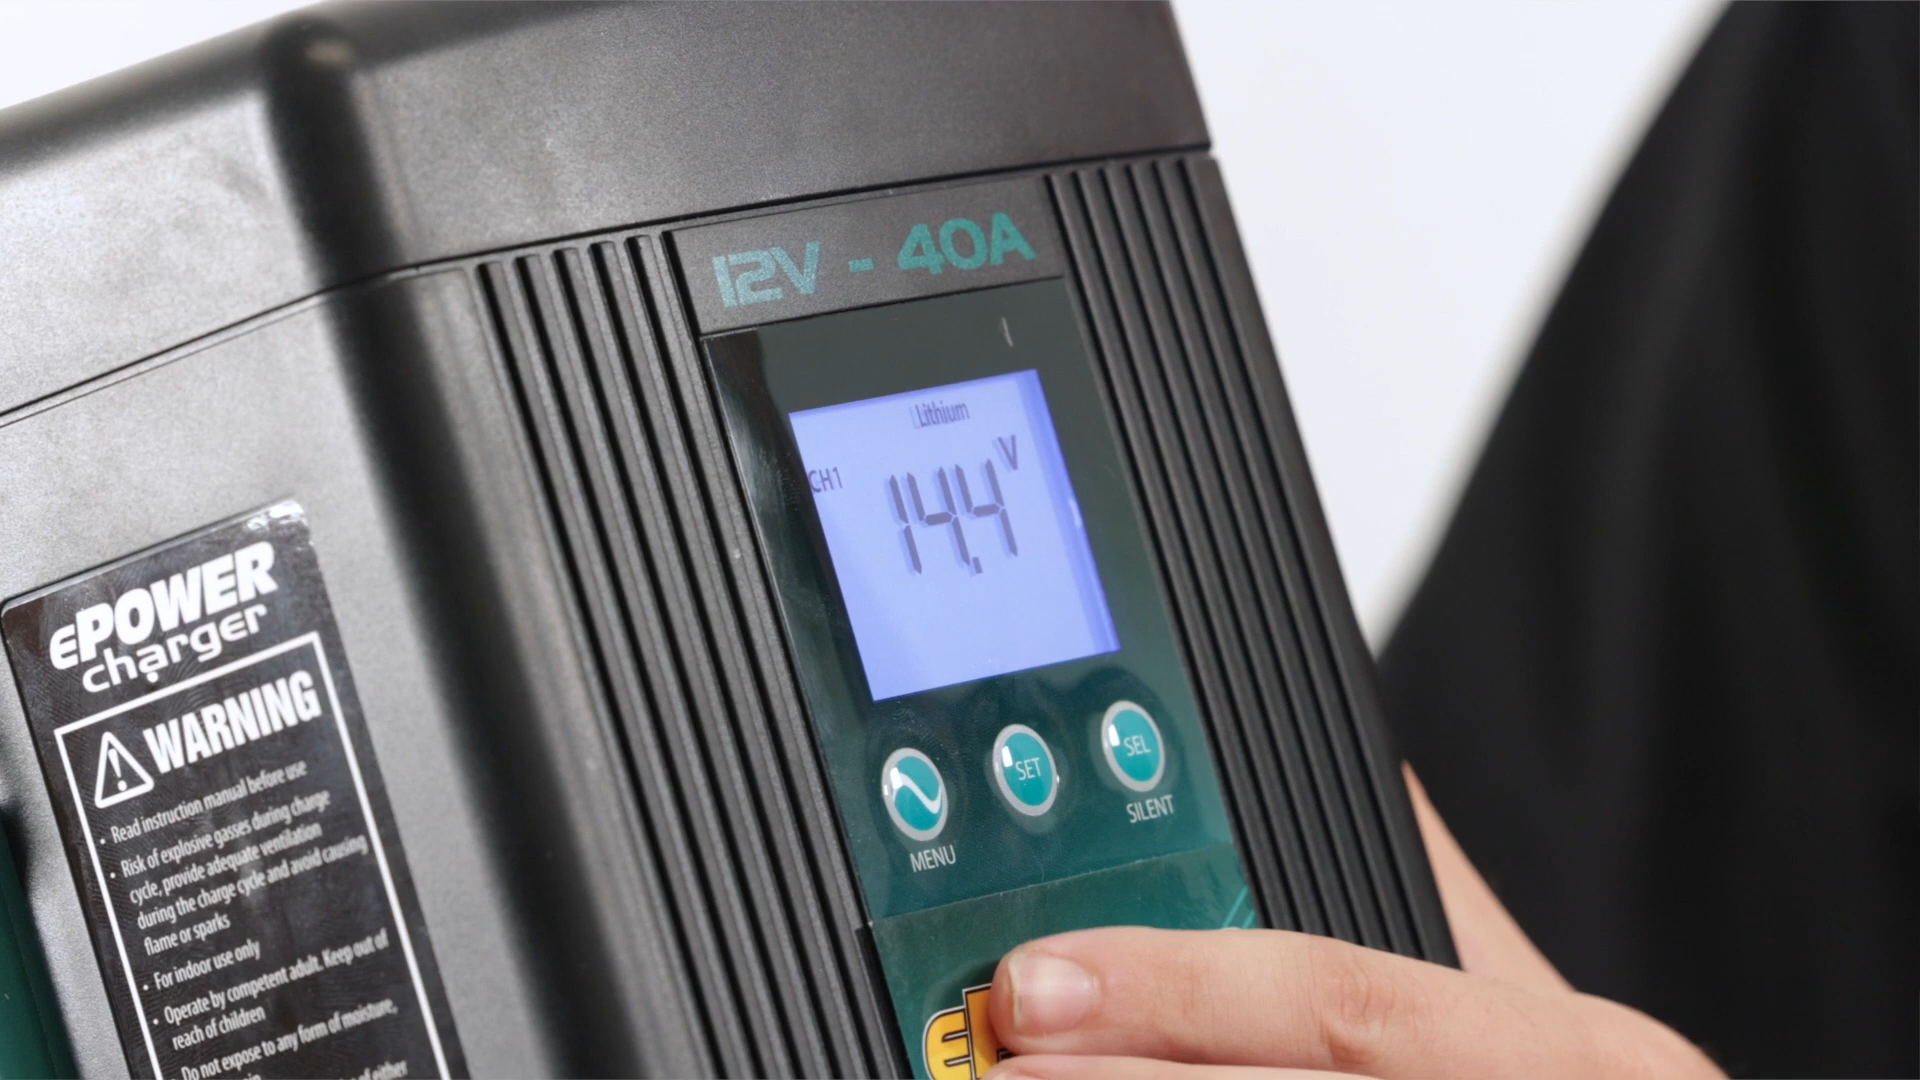 12V - 40A
Lithium
CH1
14.4 V
MENU
SET
SEL
SILENT
ePOWER
charger
WARNING
• Read instruction manual before use
• Risk of explosive gasses during charge
cycle, provide adequate ventilation
during the charge cycle and avoid causing
flame or sparks
• For indoor use only
• Operate by competent adult. Keep out of
reach of children
• Do not expose to any form of moisture,
of either